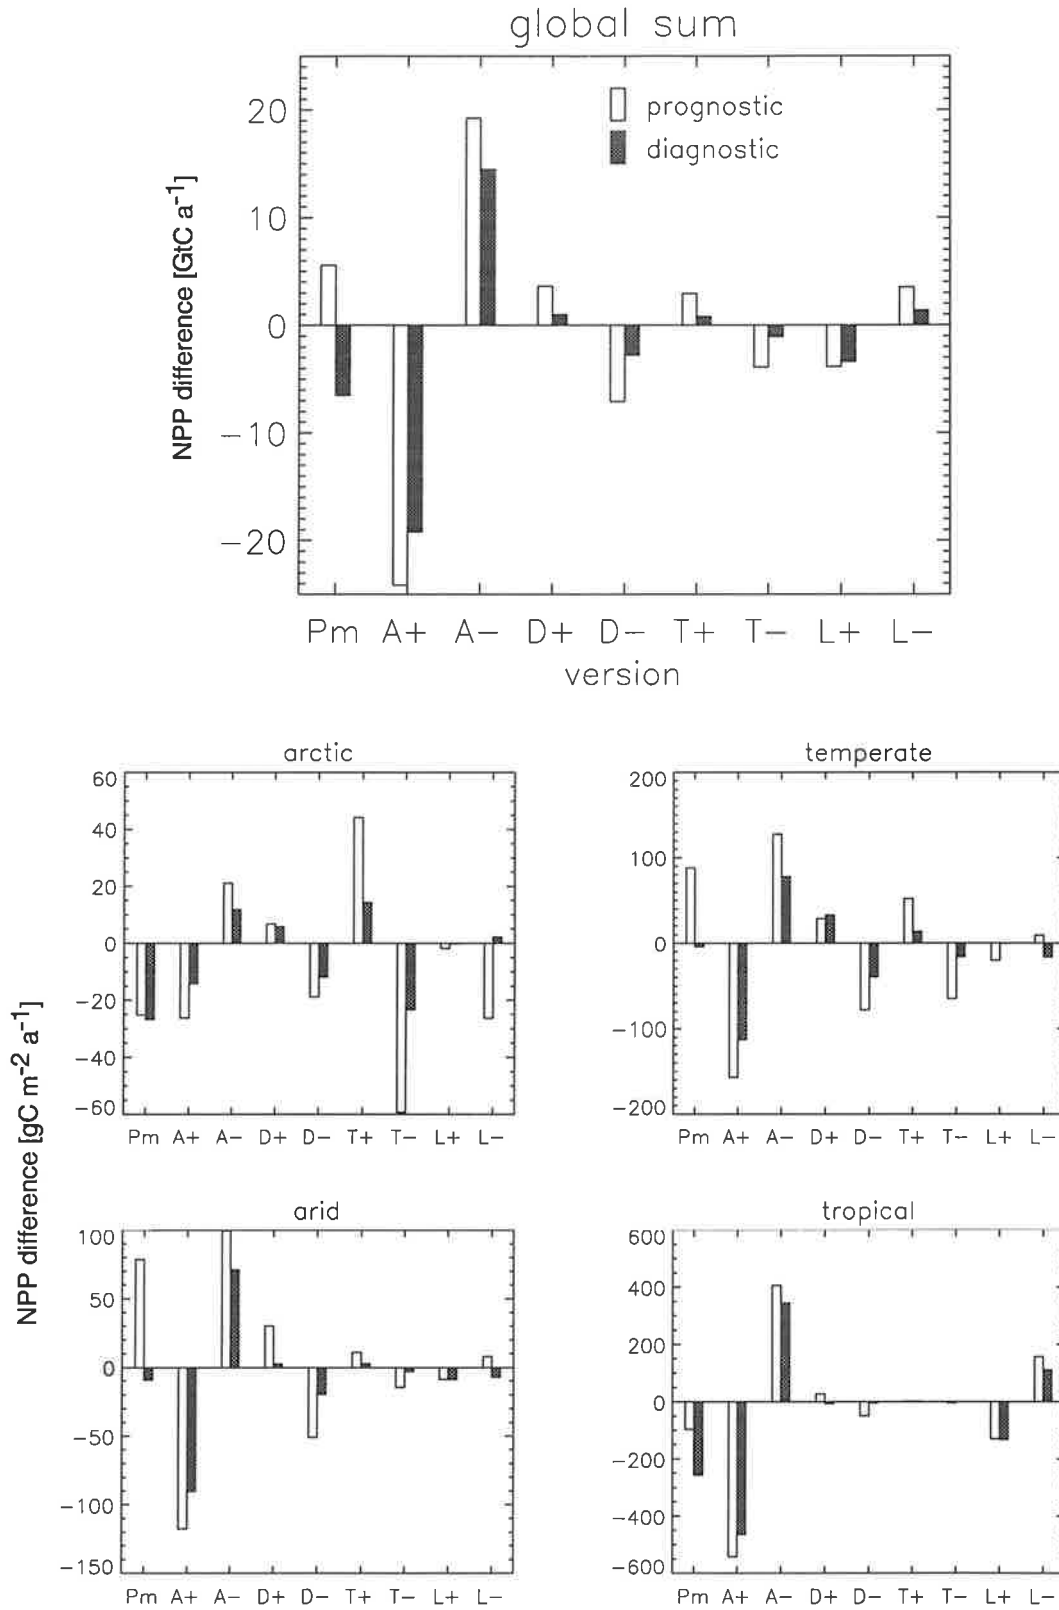 global sum
prognostic
diagnostic
NPP difference [GtC a⁻¹]
20
10
0
−10
−20
Pm A+ A− D+ D− T+ T− L+ L−
version
NPP difference [gC m⁻² a⁻¹]
arctic
60
40
20
0
−20
−40
−60
Pm A+ A− D+ D− T+ T− L+ L−
temperate
200
100
0
−100
−200
Pm A+ A− D+ D− T+ T− L+ L−
arid
100
50
0
−50
−100
−150
Pm A+ A− D+ D− T+ T− L+ L−
tropical
600
400
200
0
−200
−400
−600
Pm A+ A− D+ D− T+ T− L+ L−